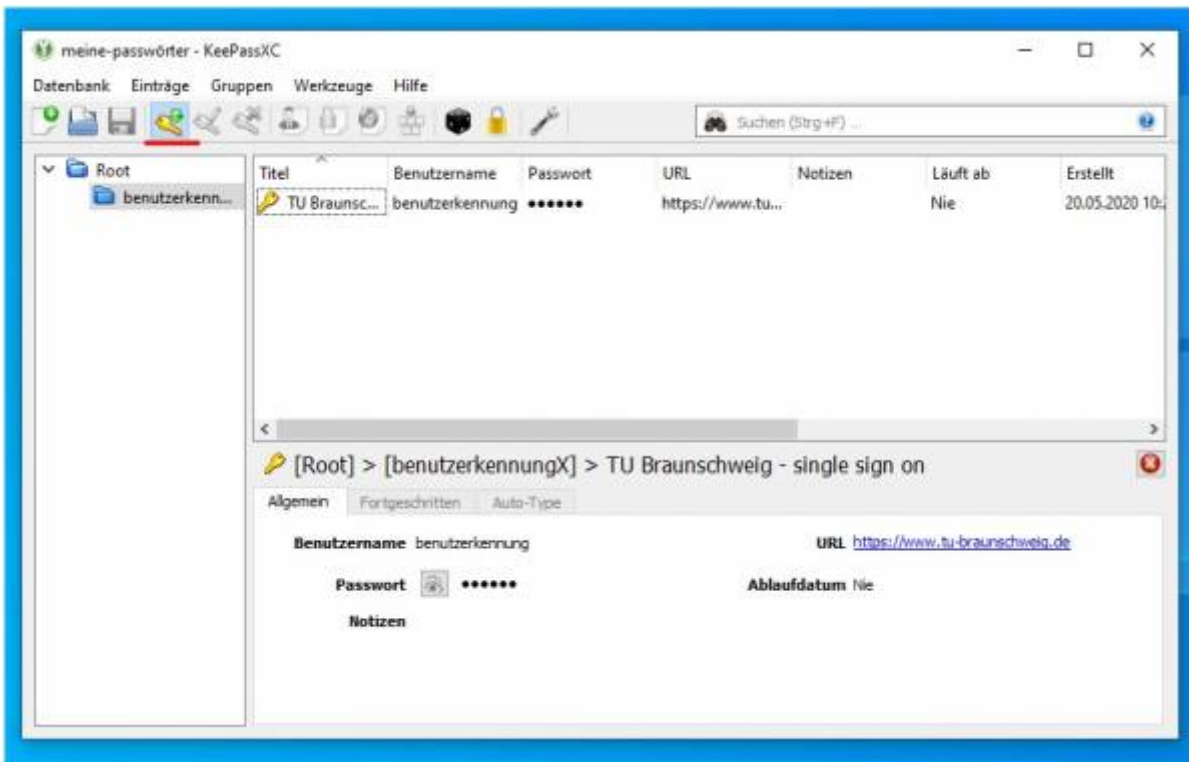 meine-passwörter - KeePassXC
Datenbank Einträge Gruppen Werkzeuge Hilfe
Suchen (Strg+F) ...
Root
benutzerkenn...
Titel Benutzername Passwort URL Notizen Läuft ab Erstellt
TU Braunsc... benutzerkennung ●●●●●● https://www.tu... Nie 20.05.2020 10:
[Root] > [benutzerkennungX] > TU Braunschweig - single sign on
Allgemein Fortgeschritten Auto-Type
Benutzername benutzerkennung URL https://www.tu-braunschweig.de
Passwort ●●●●●● Ablaufdatum Nie
Notizen